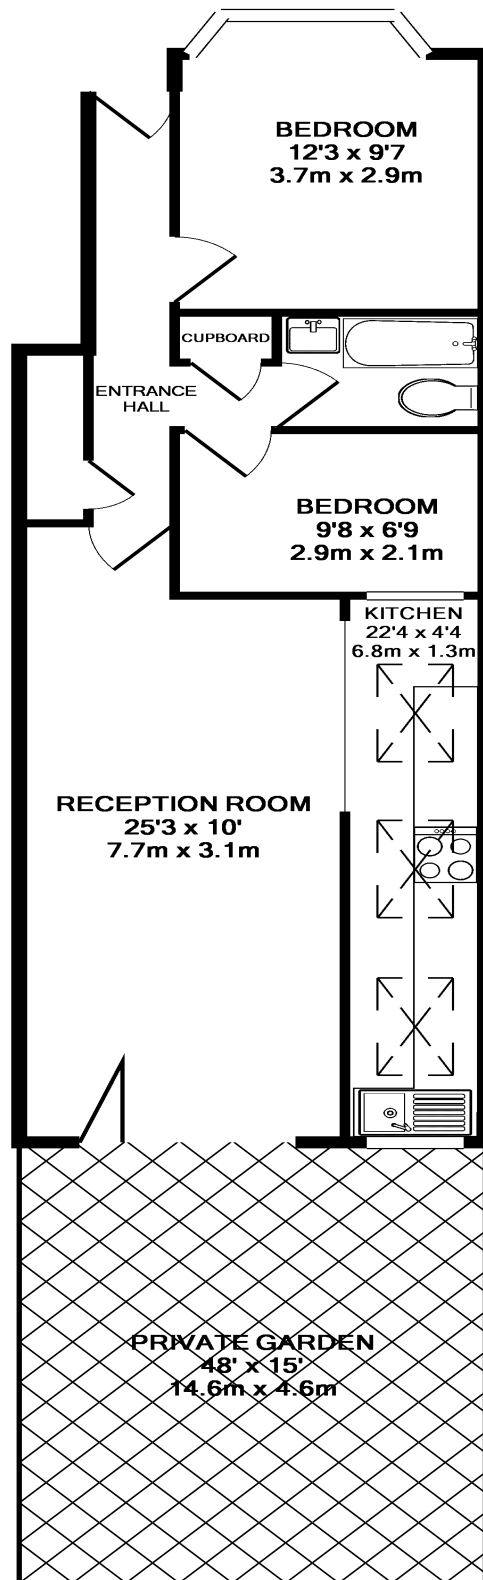 BEDROOM
12'3 x 9'7
3.7m x 2.9m
CUPBOARD
ENTRANCE
HALL
BEDROOM
9'8 x 6'9
2.9m x 2.1m
KITCHEN
22'4 x 4'4
6.8m x 1.3m
RECEPTION ROOM
25'3 x 10'
7.7m x 3.1m
PRIVATE GARDEN
48' x 15'
14.6m x 4.6m